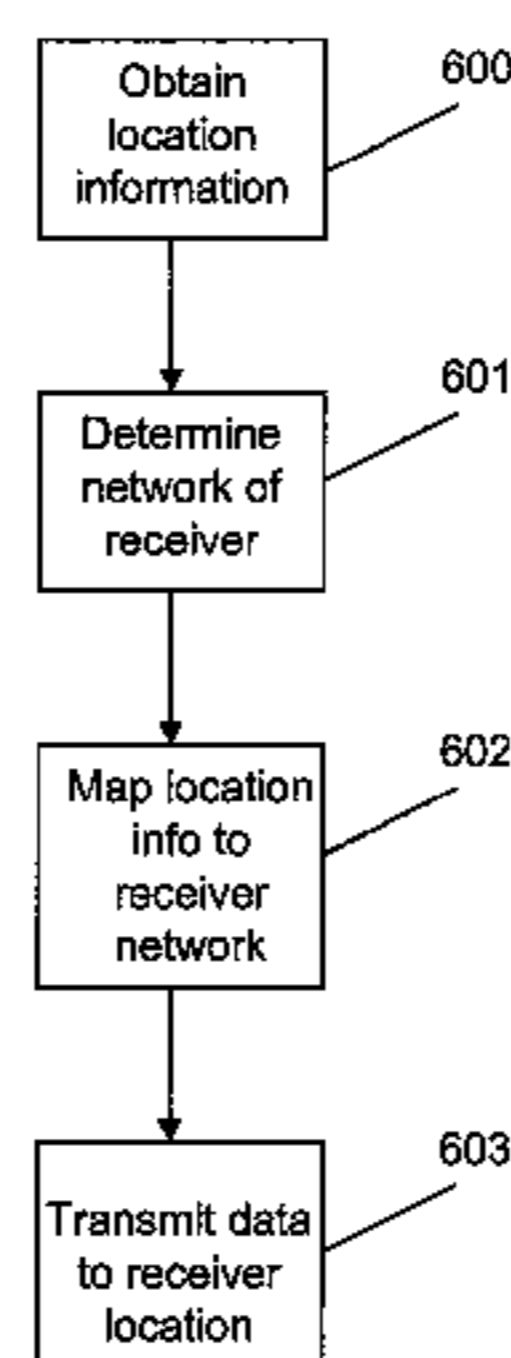 Obtain
location
information
600
Determine
network of
receiver
601
Map location
info to
receiver
network
602
Transmit data
to receiver
location
603